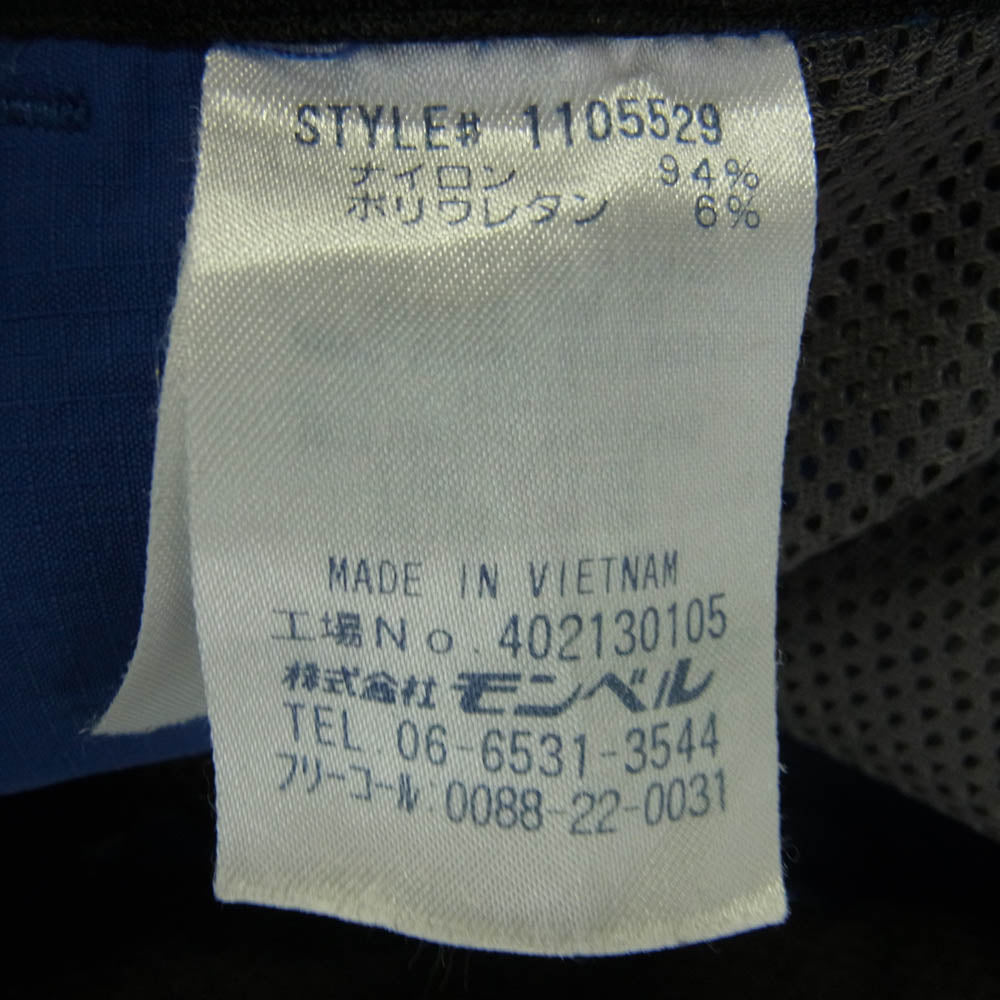 STYLE# 1105529
ナイロン 94%
ポリウレタン 6%
MADE IN VIETNAM
工場No. 402130105
株式会社 モンベル
TEL. 06-6531-3544
フリーコール: 0088-22-0031